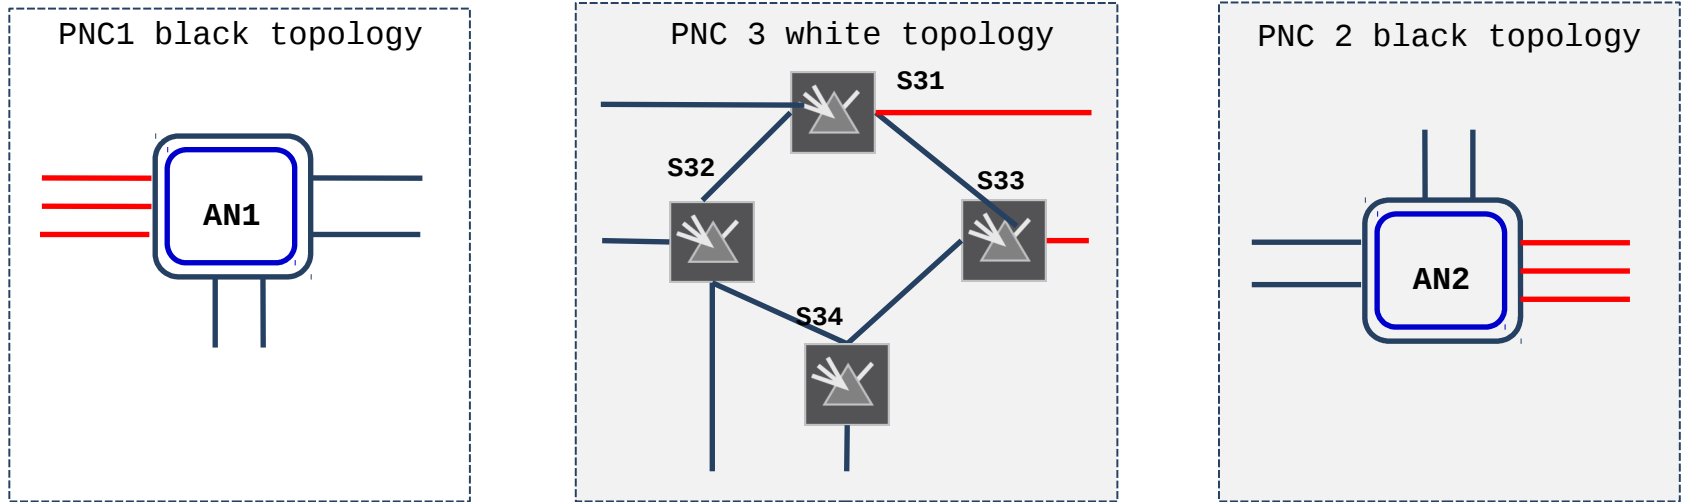 PNC1 black topology
AN1
PNC 3 white topology
S31
S32
S33
S34
PNC 2 black topology
AN2